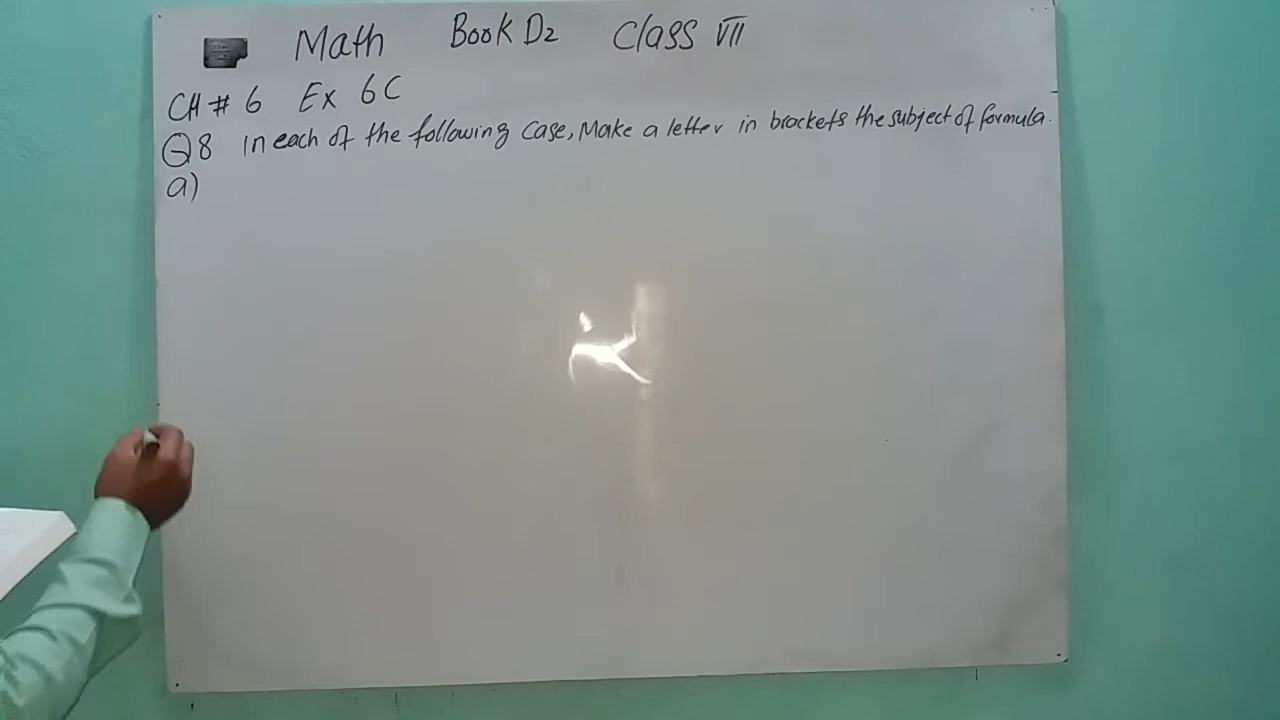 Math Book D2 Class VII
CH # 6 Ex 6C
Q8 In each of the following Case, Make a letter in brackets the subject of formula.
a)